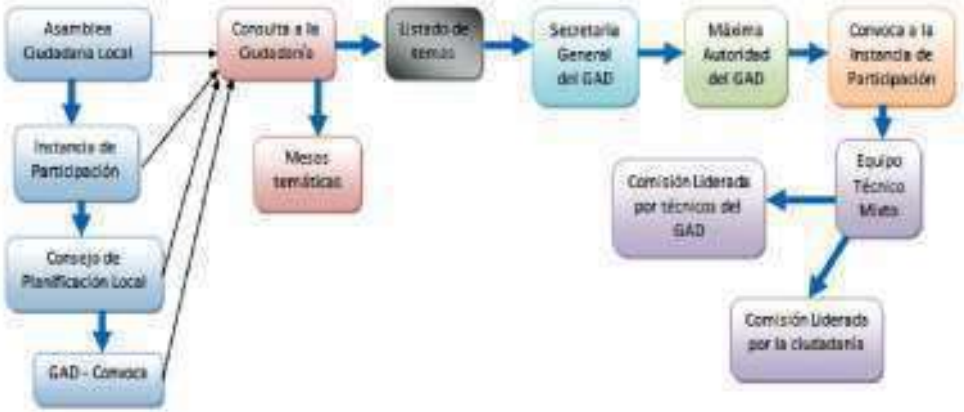 Asamblea
Ciudadana Local
Instancia de
Participación
Consejo de
Planificación Local
GAD - Convoca
Consulta a la
Ciudadanía
Mesas
temáticas
Listado de
temas
Secretaría
General
del GAD
Máxima
Autoridad
del GAD
Convoca a la
Instancia de
Participación
Equipo
Técnico
Mixto
Comisión Liderada
por técnicos del
GAD
Comisión Liderada
por la ciudadanía